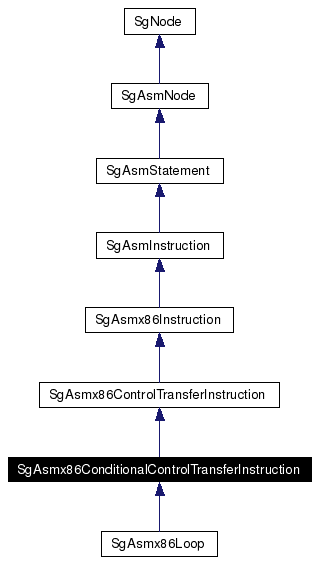 SgNode
SgAsmNode
SgAsmStatement
SgAsmInstruction
SgAsmx86Instruction
SgAsmx86ControlTransferInstruction
SgAsmx86ConditionalControlTransferInstruction
SgAsmx86Loop